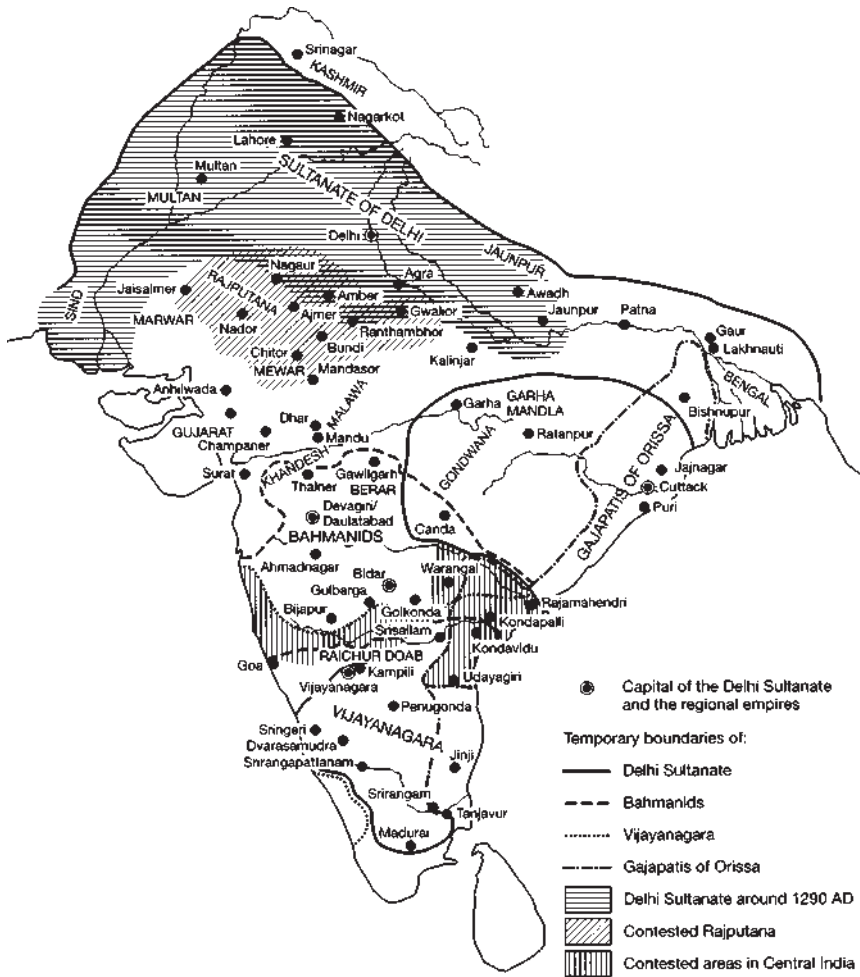 Srinagar
KASHMIR
Nagarkot
Lahore
Multan
MULTAN
SULTANATE OF DELHI
Delhi
JAUNPUR
Nagaur
Agra
RAJPUTANA
Jaisalmer
Amber
Awadh
SIND
MARWAR
Ajmer
Gwalior
Jaunpur
Patna
Nador
Ranthambhor
Gaur
Chitor
Bundi
Kalinjar
Lakhnauti
MEWAR
Mandasor
BENGAL
Anhilwada
MALAWA
Garha
GARHA
MANDLA
Bishnupur
Dhar
GUJARAT
Champaner
Mandu
Ratanpur
GONDWANA
GAJAPATIS OF ORISSA
Jajnagar
KHANDESH
Gawilgarh
Surat
Thalner
BERAR
Cuttack
Devagiri/
Daulatabad
Canda
Puri
BAHMANIDS
Ahmadnagar
Warangal
Bidar
Gulbarga
Rajamahendri
Bijapur
Golkonda
Kondapalli
Srisailam
Kondavidu
Goa
RAICHUR DOAB
Kampili
Udayagiri
Vijayanagara
Penugonda
VIJAYANAGARA
Sringeri
Dvarasamudra
Jinji
Srirangapattanam
Srirangam
Tanjavur
Madurai
Capital of the Delhi Sultanate
and the regional empires
Temporary boundaries of:
Delhi Sultanate
Bahmanids
Vijayanagara
Gajapatis of Orissa
Delhi Sultanate around 1290 AD
Contested Rajputana
Contested areas in Central India